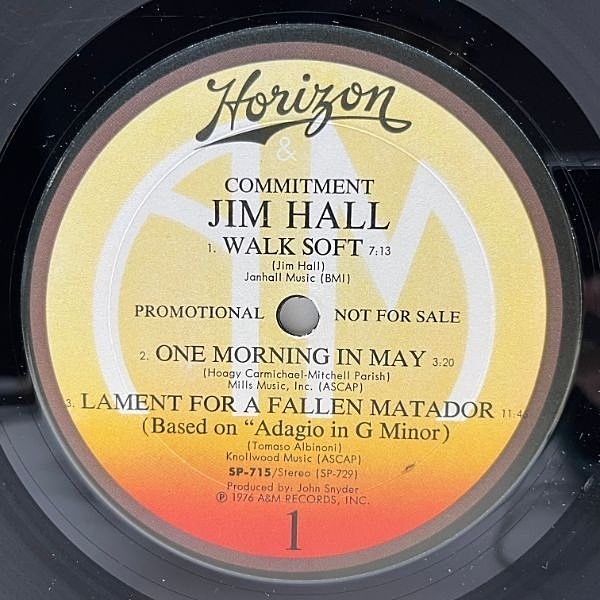 Horizon
&
COMMITMENT
JIM HALL
1. WALK SOFT 7:13
(Jim Hall)
Janhall Music (BMI)
PROMOTIONAL NOT FOR SALE
2. ONE MORNING IN MAY 3:20
(Hoagy Carmichael-Mitchell Parish)
Mills Music, Inc. (ASCAP)
3. LAMENT FOR A FALLEN MATADOR
(Based on “Adagio in G Minor)
(Tomaso Albinoni)
Knollwood Music (ASCAP)
SP-715/Stereo (SP-729)
Produced by: John Snyder
℗ 1976 A&M RECORDS, INC.
1